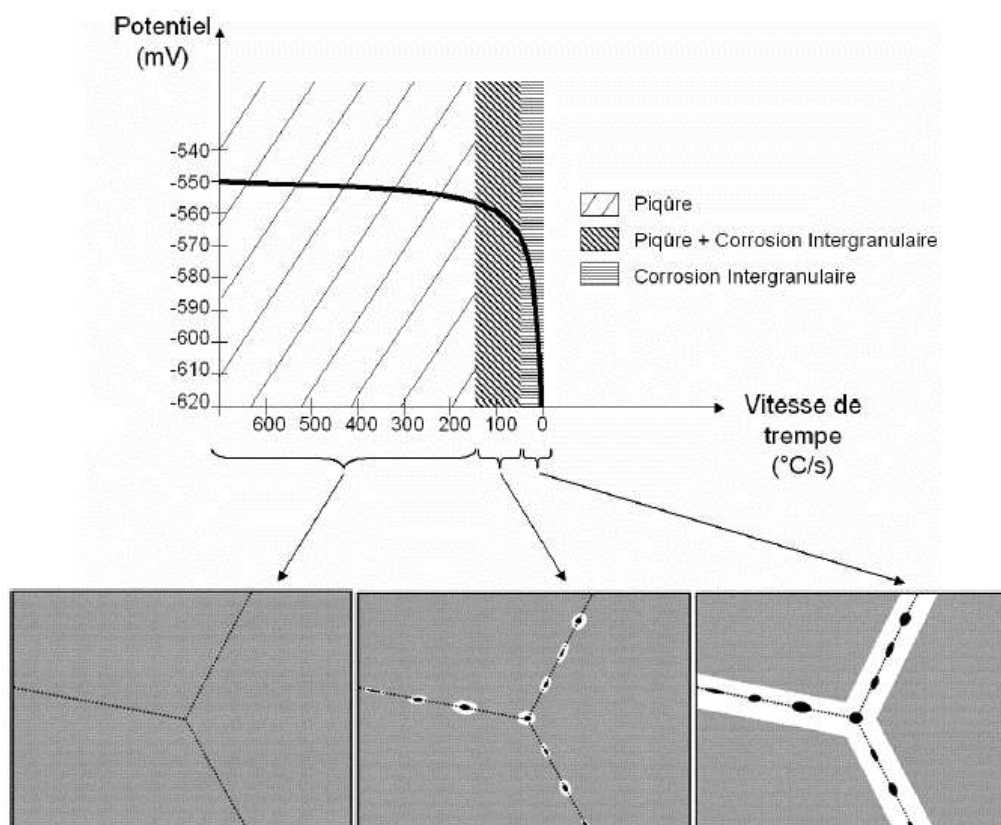 Potentiel
(mV)
-540
-550
-560
-570
-580
-590
-600
-610
-620
600 500 400 300 200 100 0
Piqûre
Piqûre + Corrosion Intergranulaire
Corrosion Intergranulaire
Vitesse de
trempe
(°C/s)